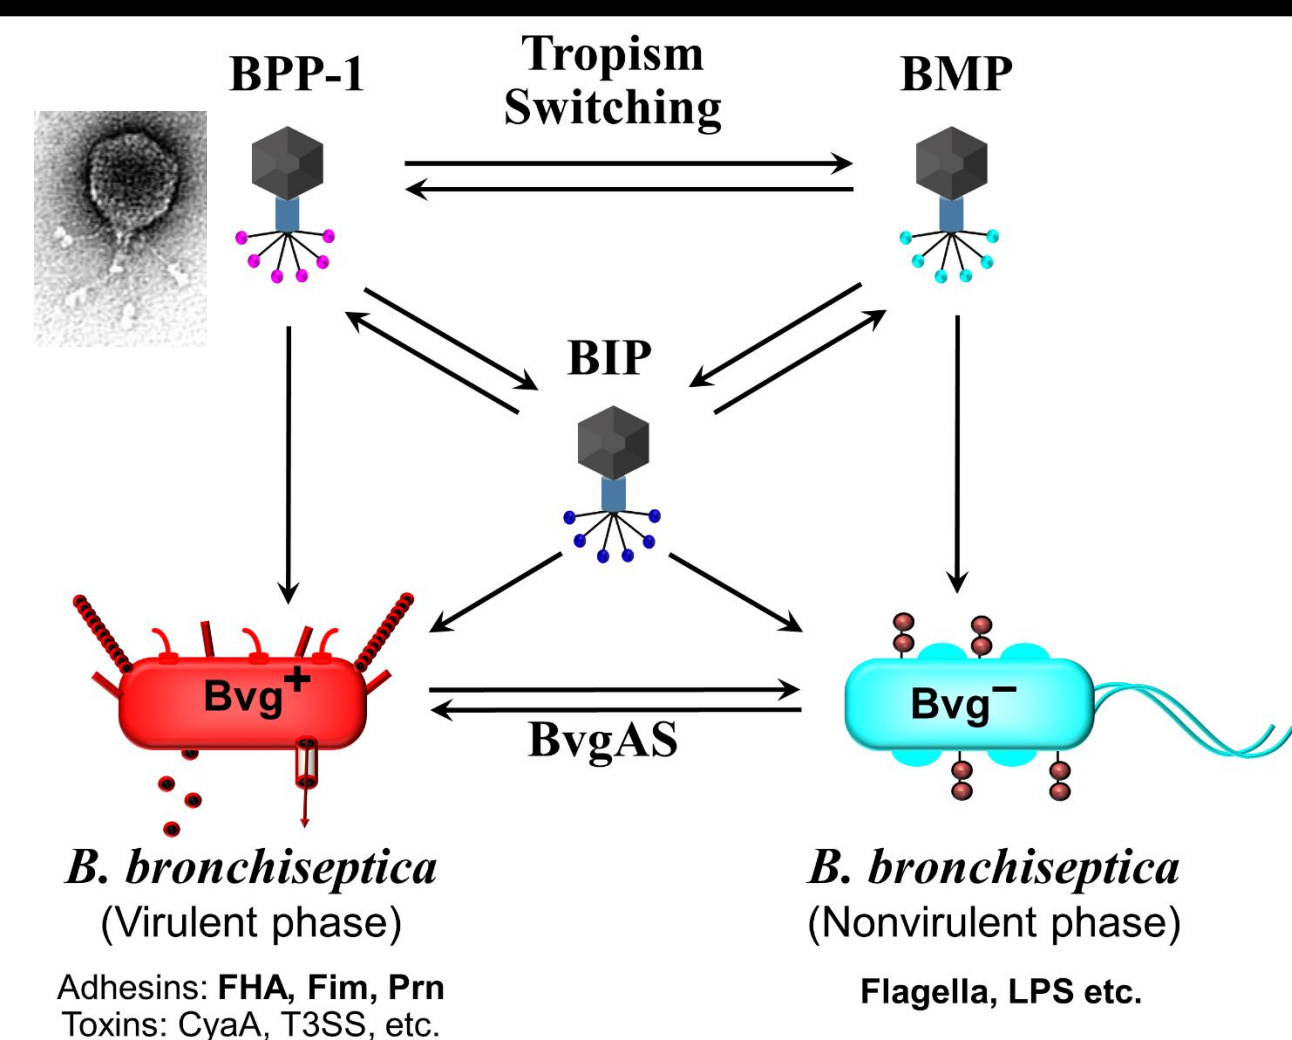 BPP-1
Tropism
Switching
BMP
BIP
Bvg+
BvgAS
Bvg−
B. bronchiseptica
(Virulent phase)
Adhesins: FHA, Fim, Prn
Toxins: CyaA, T3SS, etc.
B. bronchiseptica
(Nonvirulent phase)
Flagella, LPS etc.